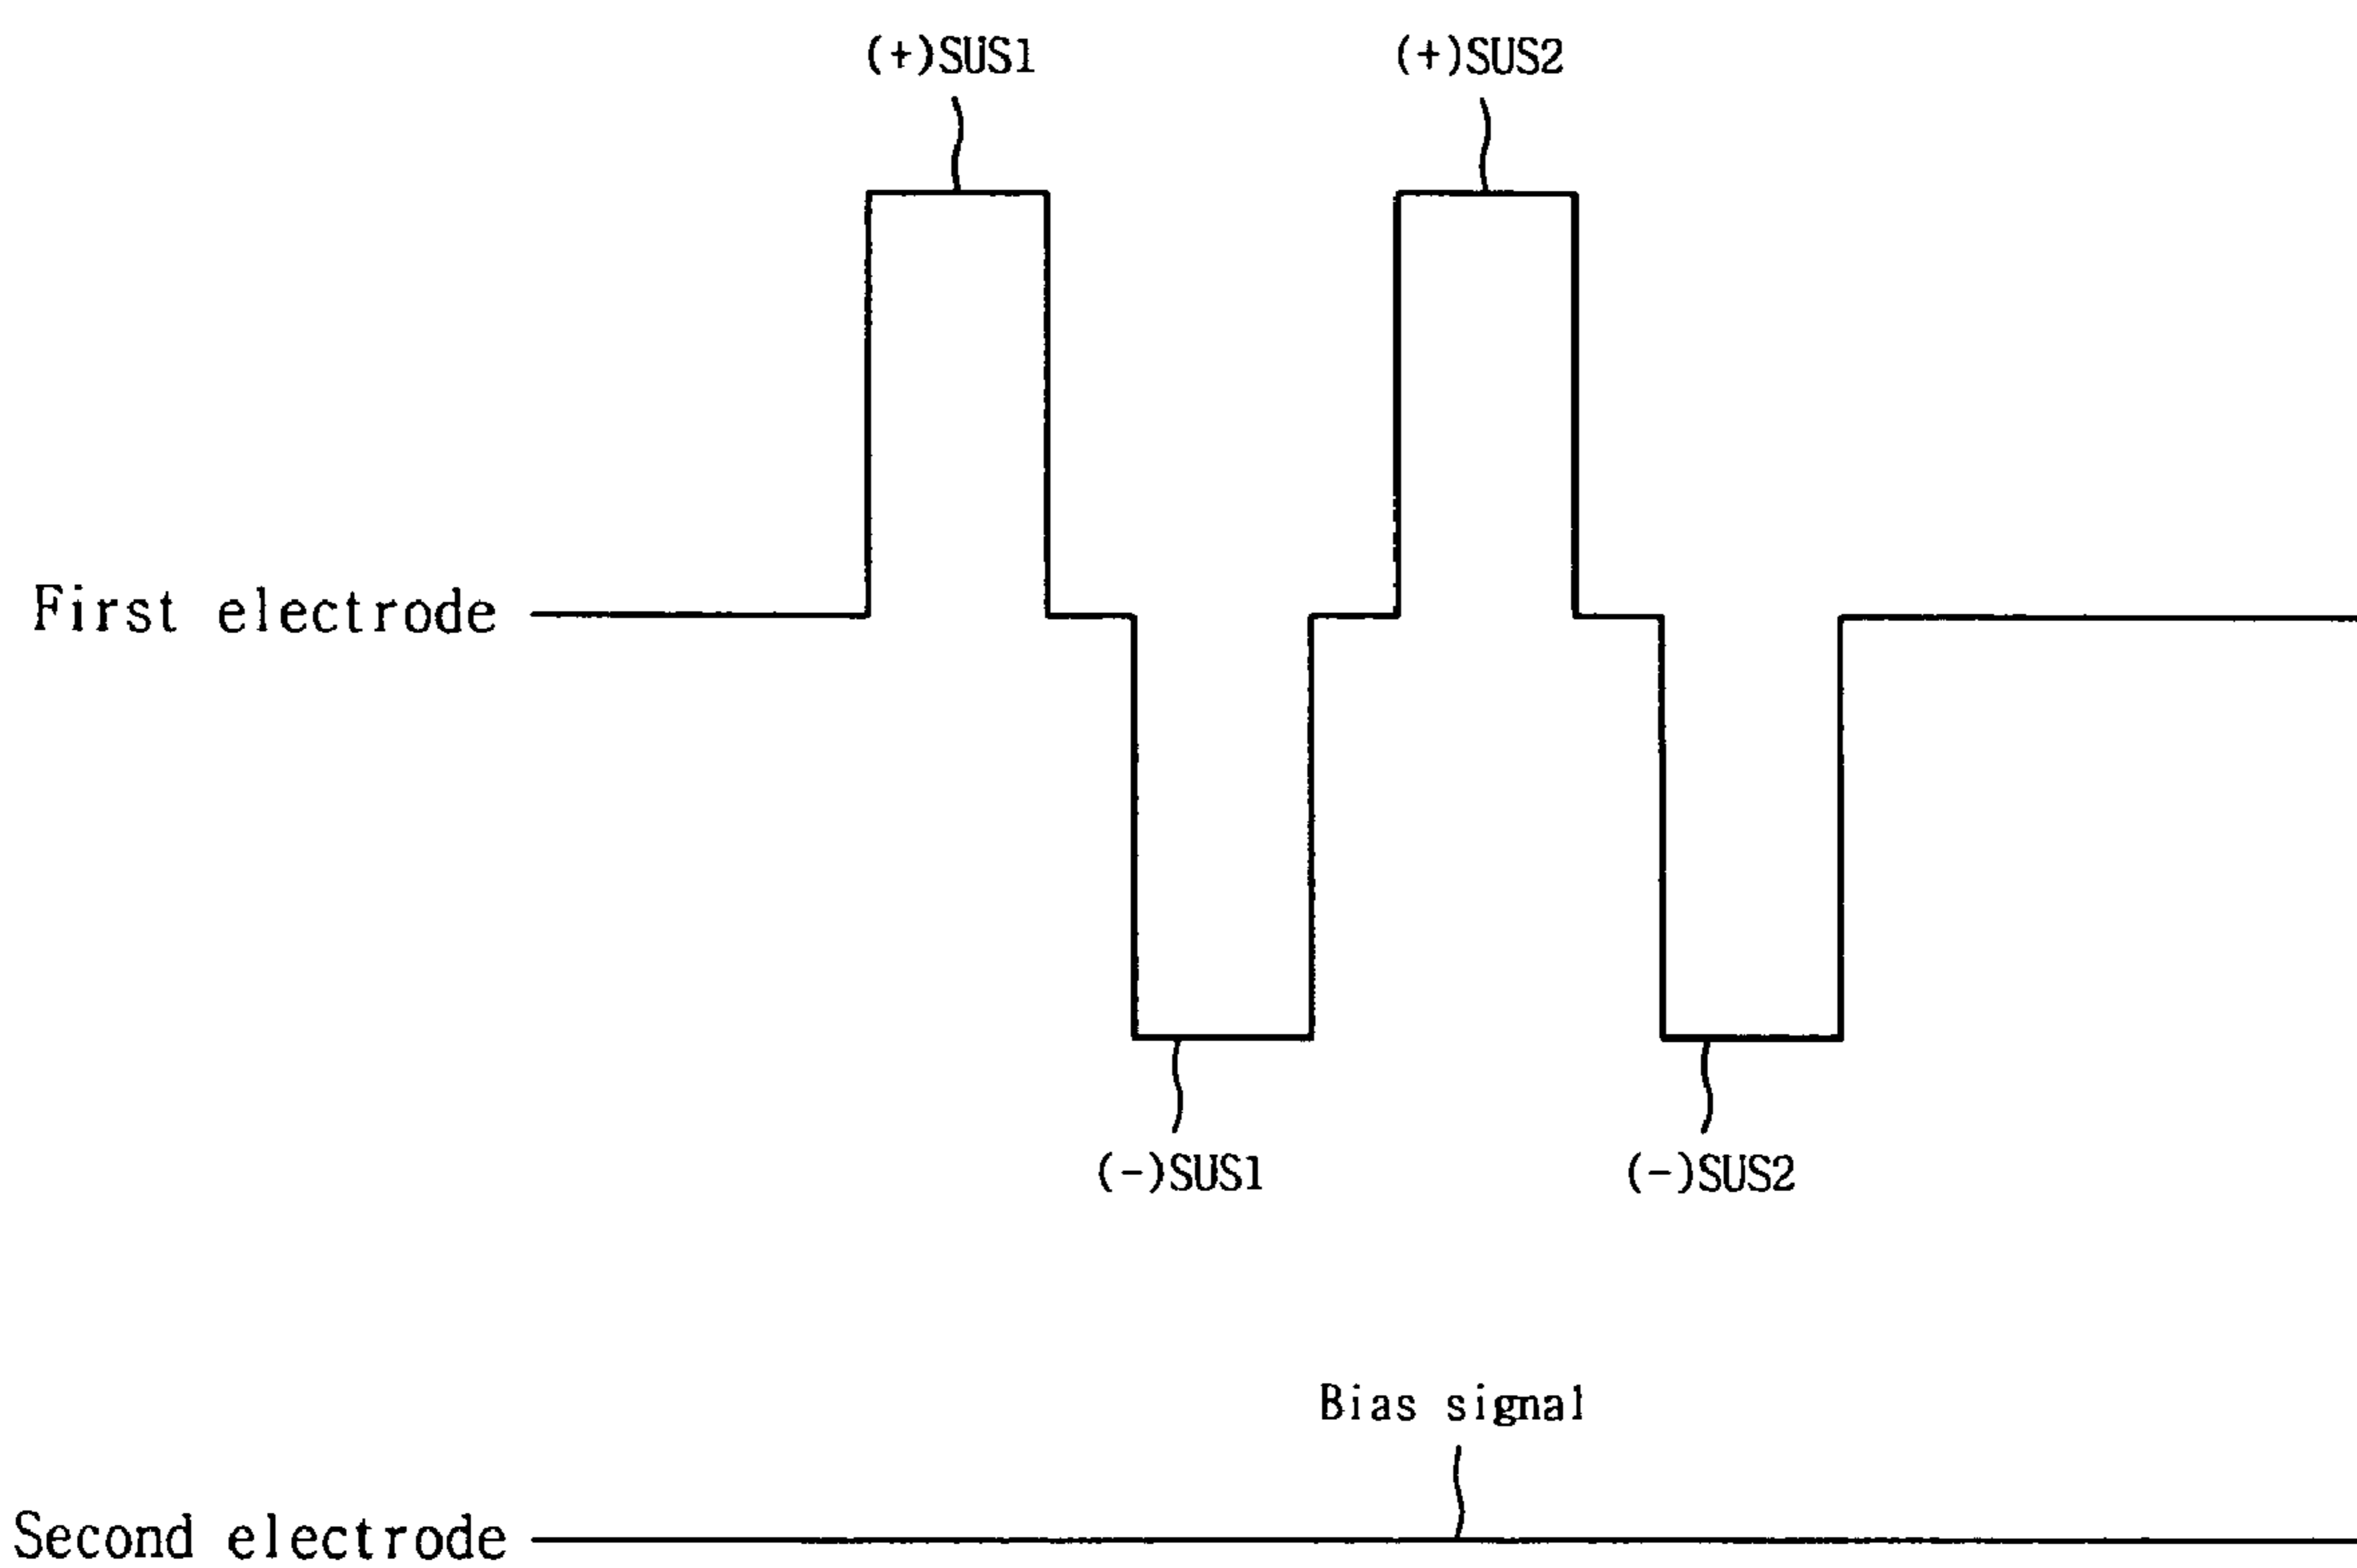 (+)SUS1
(+)SUS2
First electrode
(-)SUS1
(-)SUS2
Bias signal
Second electrode